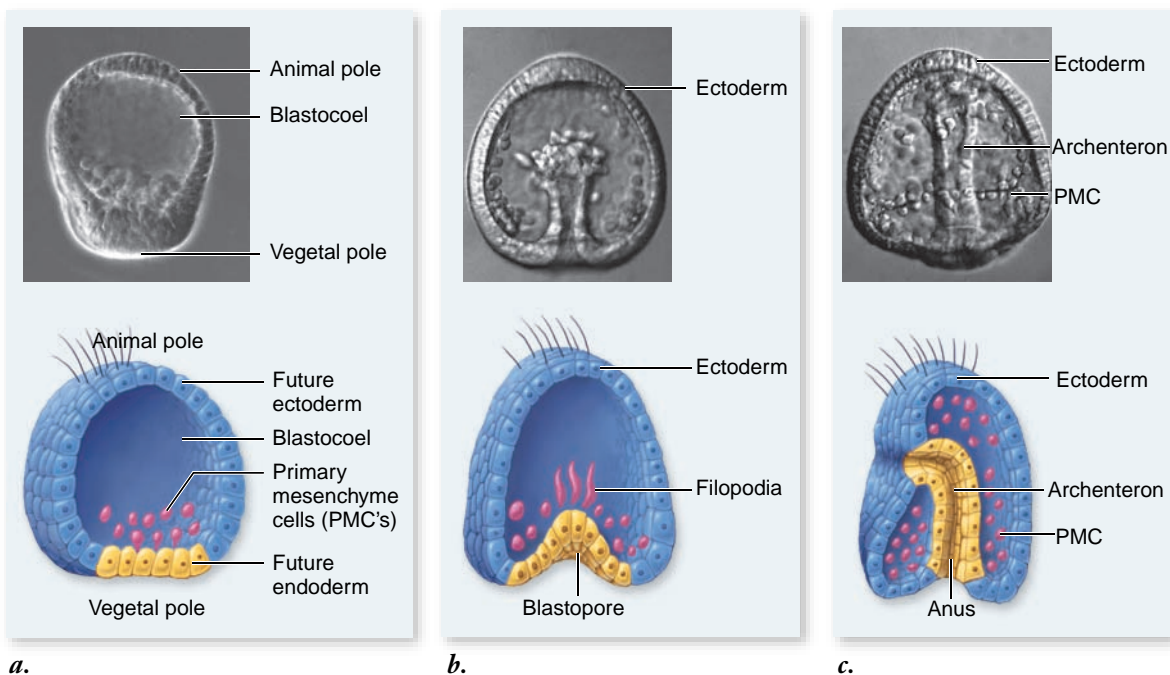 Animal pole
Blastocoel
Vegetal pole
Animal pole
Future
ectoderm
Blastocoel
Primary
mesenchyme
cells (PMC's)
Future
endoderm
Vegetal pole
a.
Ectoderm
Ectoderm
Filopodia
Blastopore
b.
Ectoderm
Archenteron
PMC
Ectoderm
Archenteron
PMC
Anus
c.